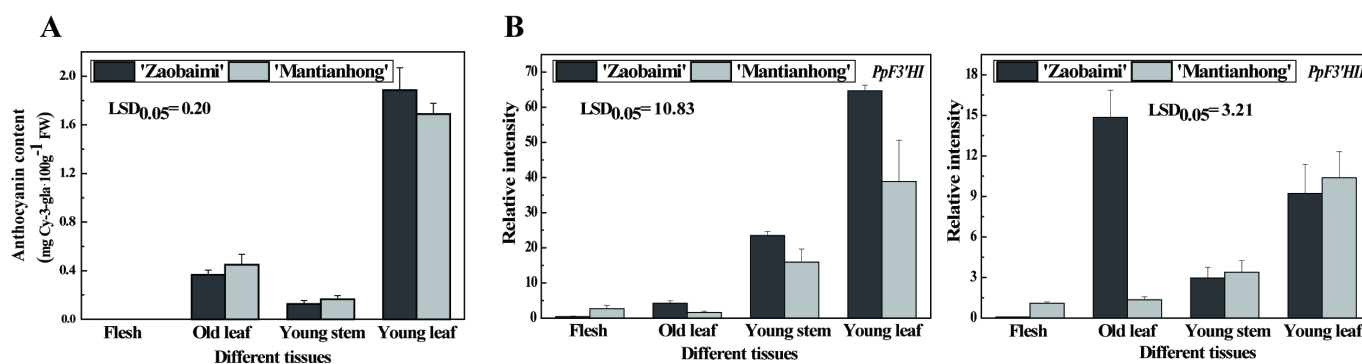 A
'Zaobaimi' 'Mantianhong'
LSD0.05= 0.20
Anthocyanin content
(mg Cy-3-gla·100g-1 FW)
2.0
1.6
1.2
0.8
0.4
0.0
Flesh Old leaf Young stem Young leaf
Different tissues
B
'Zaobaimi' 'Mantianhong' PpF3'HI
LSD0.05= 10.83
Relative intensity
70
60
50
40
30
20
10
0
Flesh Old leaf Young stem Young leaf
Different tissues
'Zaobaimi' 'Mantianhong' PpF3'HII
LSD0.05= 3.21
Relative intensity
18
15
12
9
6
3
0
Flesh Old leaf Young stem Young leaf
Different tissues